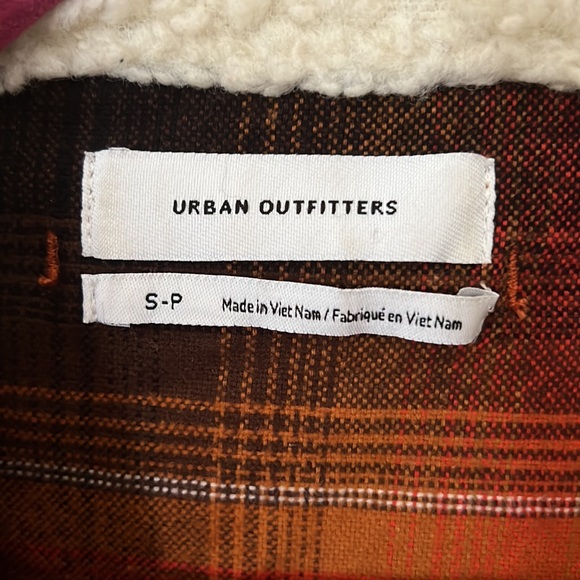 URBAN OUTFITTERS
S-P Made in Viet Nam / Fabriqué en Viet Nam